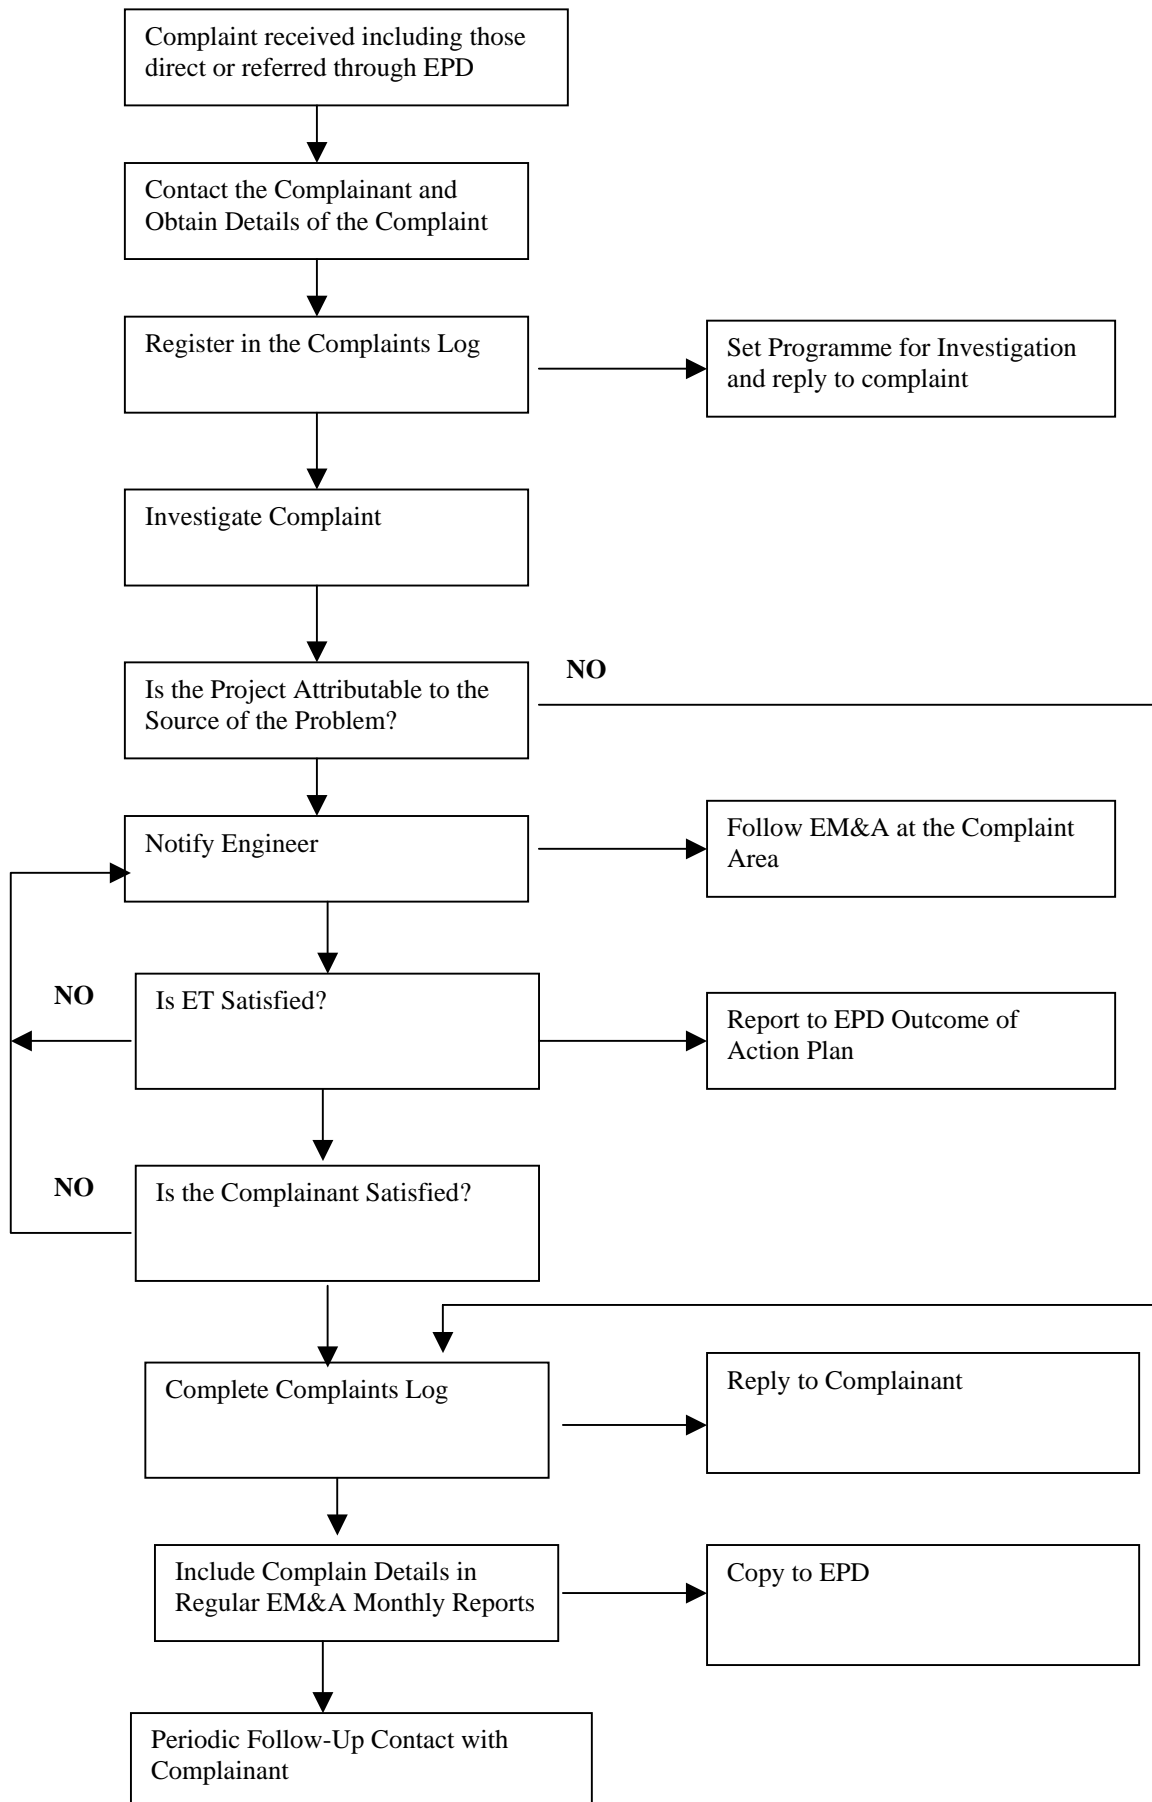 Complaint received including those
direct or referred through EPD
Contact the Complainant and
Obtain Details of the Complaint
Register in the Complaints Log
Set Programme for Investigation
and reply to complaint
Investigate Complaint
Is the Project Attributable to the
Source of the Problem?
NO
Notify Engineer
Follow EM&A at the Complaint
Area
NO
Is ET Satisfied?
Report to EPD Outcome of
Action Plan
NO
Is the Complainant Satisfied?
Complete Complaints Log
Reply to Complainant
Include Complain Details in
Regular EM&A Monthly Reports
Copy to EPD
Periodic Follow-Up Contact with
Complainant